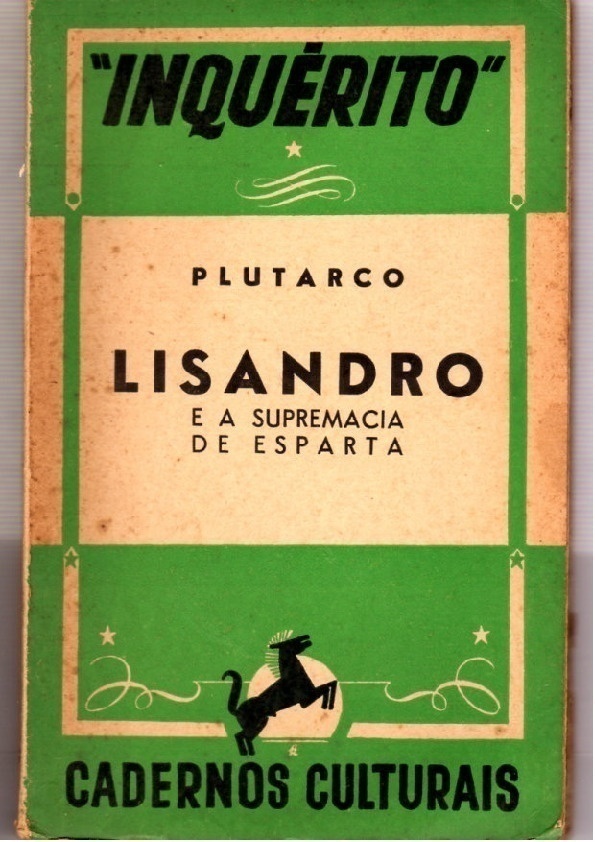 "INQUÉRITO"
PLUTARCO
LISANDRO
E A SUPREMACIA
DE ESPARTA
CADERNOS CULTURAIS